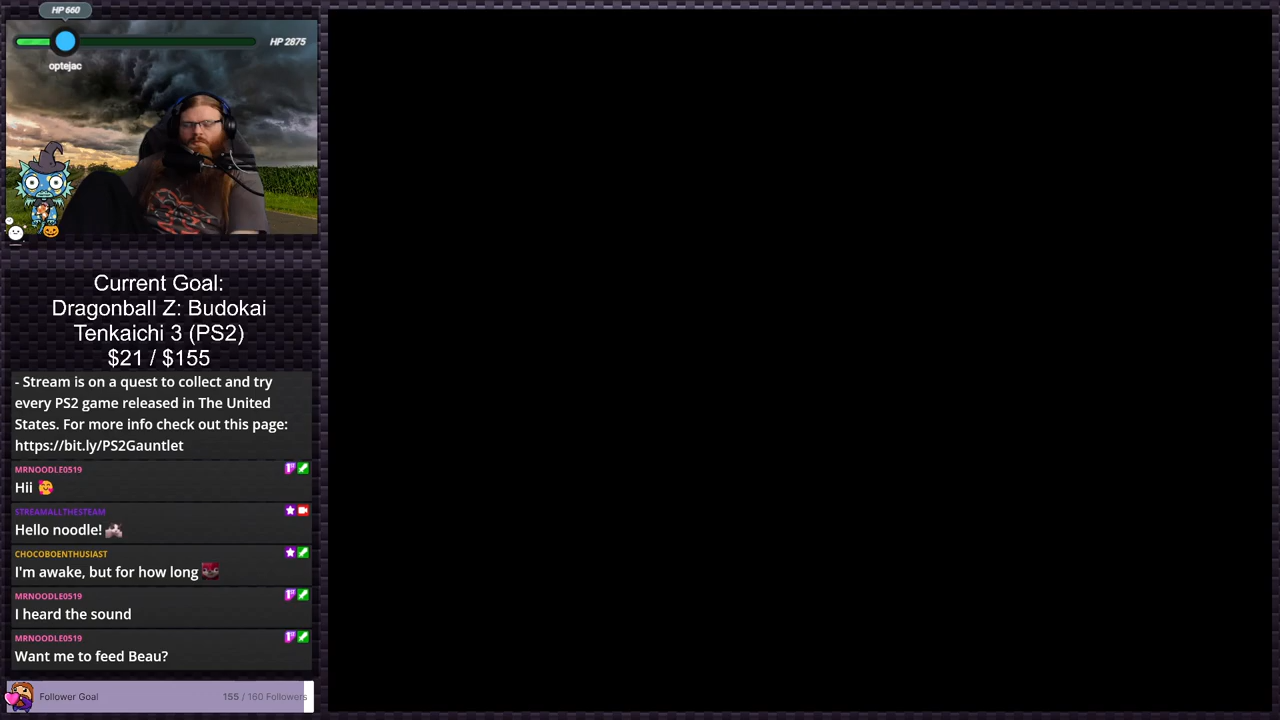 HP 660
HP 2875
optejac
Current Goal:
Dragonball Z: Budokai
Tenkaichi 3 (PS2)
$21 / $155
- Stream is on a quest to collect and try
every PS2 game released in The United
States. For more info check out this page:
https://bit.ly/PS2Gauntlet
MRNOODLE0519
Hii
STREAMALLTHESTEAM
Hello noodle!
CHOCOBOENTHUSIAST
I'm awake, but for how long
MRNOODLE0519
I heard the sound
MRNOODLE0519
Want me to feed Beau?
Follower Goal
155 / 160 Followers